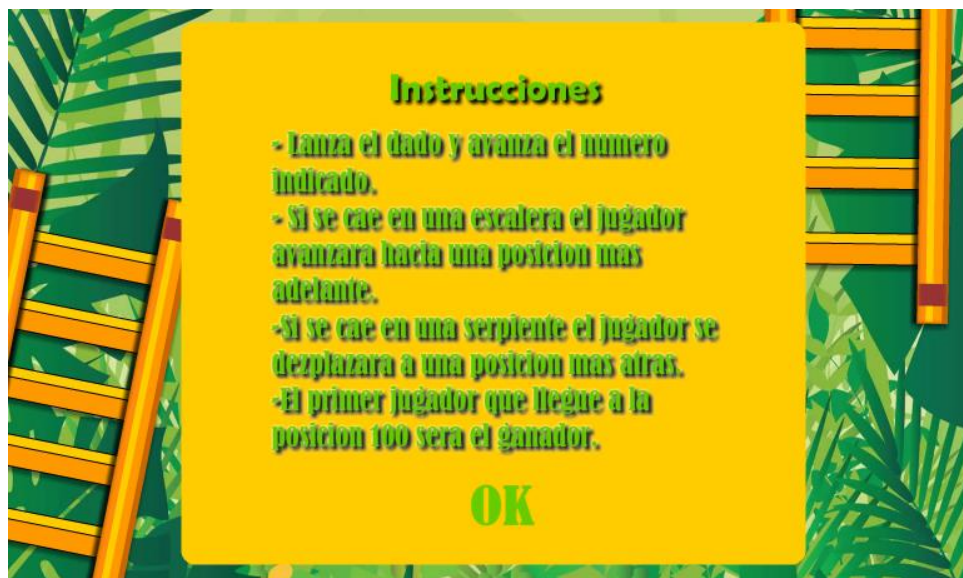 Instrucciones
- Lanza el dado y avanza el numero
indicado.
- Si se cae en una escalera el jugador
avanzara hacia una posicion mas
adelante.
-Si se cae en una serpiente el jugador se
dezplazara a una posicion mas atras.
-El primer jugador que llegue a la
posicion 100 sera el ganador.
OK